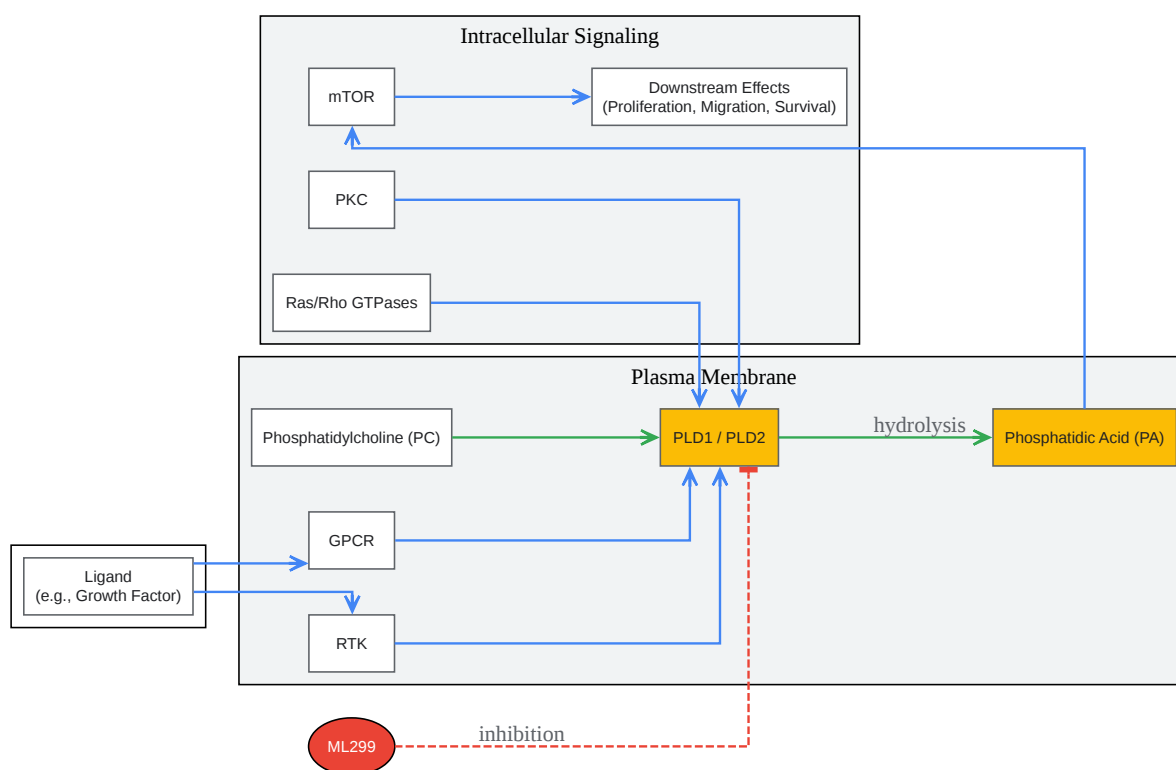 Intracellular Signaling
mTOR
Downstream Effects
(Proliferation, Migration, Survival)
PKC
Ras/Rho GTPases
Plasma Membrane
Phosphatidylcholine (PC)
PLD1 / PLD2
hydrolysis
Phosphatidic Acid (PA)
GPCR
Ligand
(e.g., Growth Factor)
RTK
ML299
inhibition